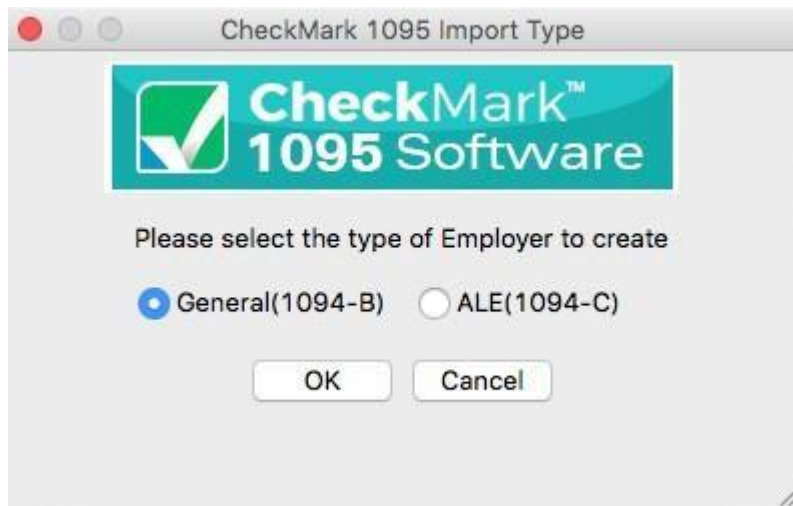 CheckMark 1095 Import Type
CheckMark™
1095 Software
Please select the type of Employer to create
General(1094-B) ALE(1094-C)
OK Cancel